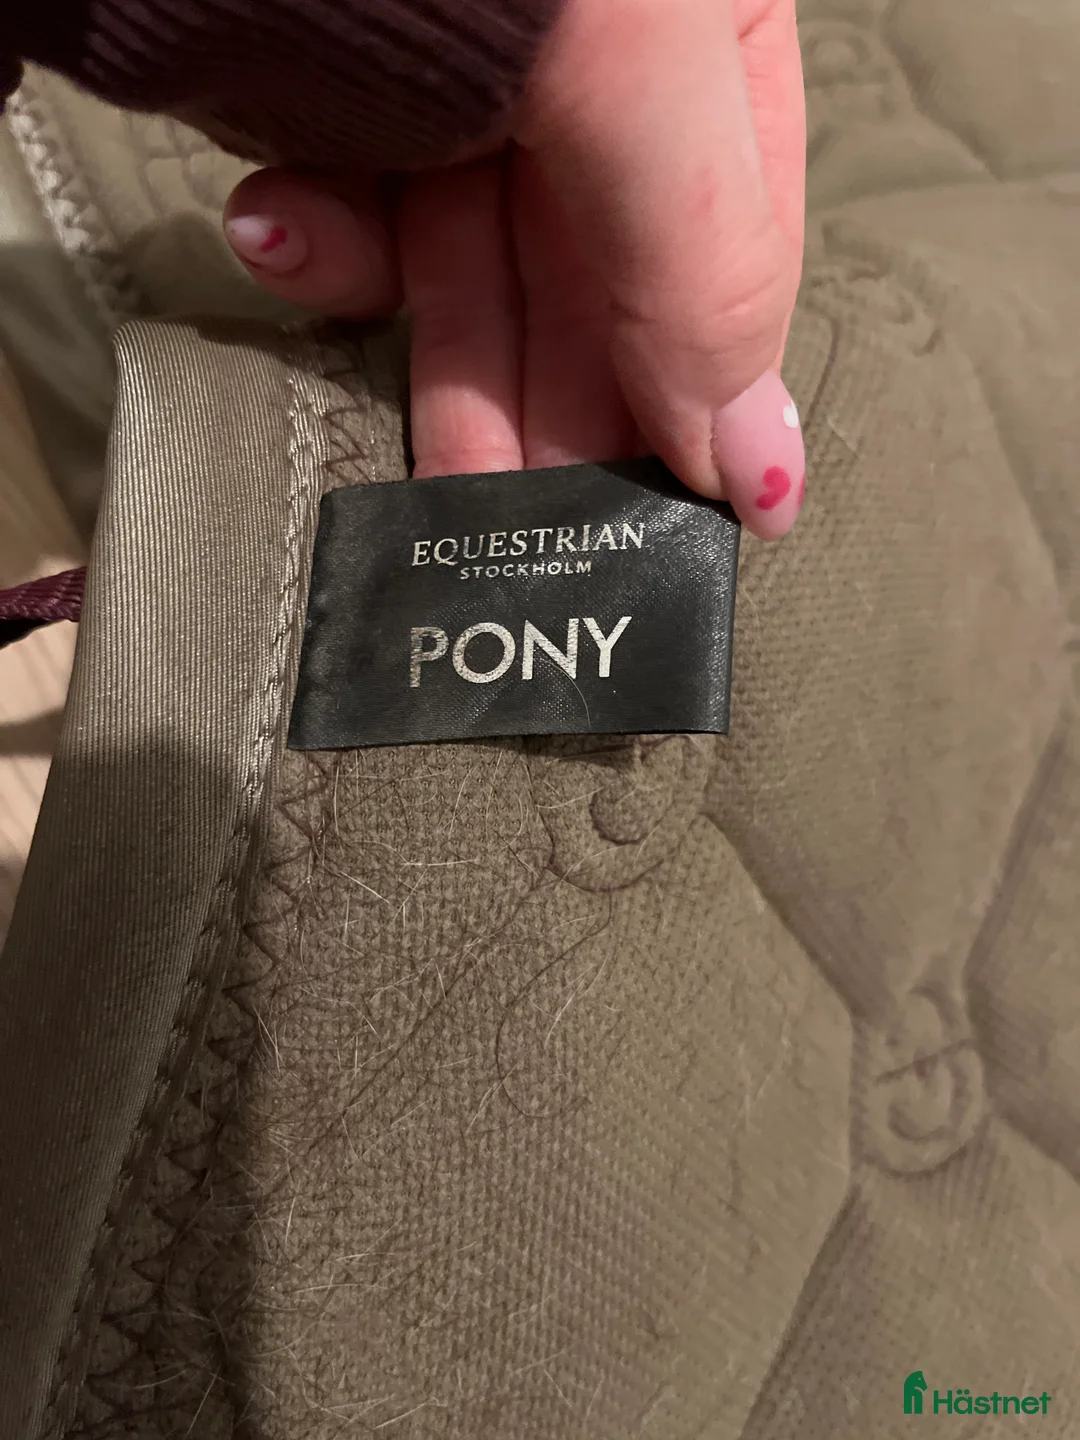 EQUESTRIAN
STOCKHOLM
PONY
Hästnet